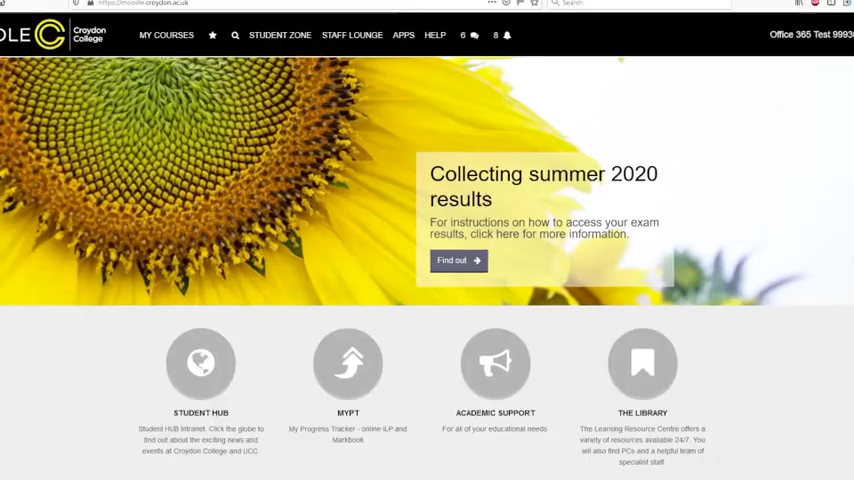 https://moodle.croydon.ac.uk
Search
DLE
Croydon
College
MY COURSES
STUDENT ZONE
STAFF LOUNGE
APPS
HELP
6
8
Office 365 Test 9993
Collecting summer 2020
results
For instructions on how to access your exam
results, click here for more information.
Find out
STUDENT HUB
Student HUB Intranet. Click the globe to
find out about the exciting news and
events at Croydon College and UCC
MYPT
My Progress Tracker - online ILP and
Markbook
ACADEMIC SUPPORT
For all of your educational needs
THE LIBRARY
The Learning Resource Centre offers a
variety of resources available 24/7. You
will also find PCs and a helpful team of
specialist staff